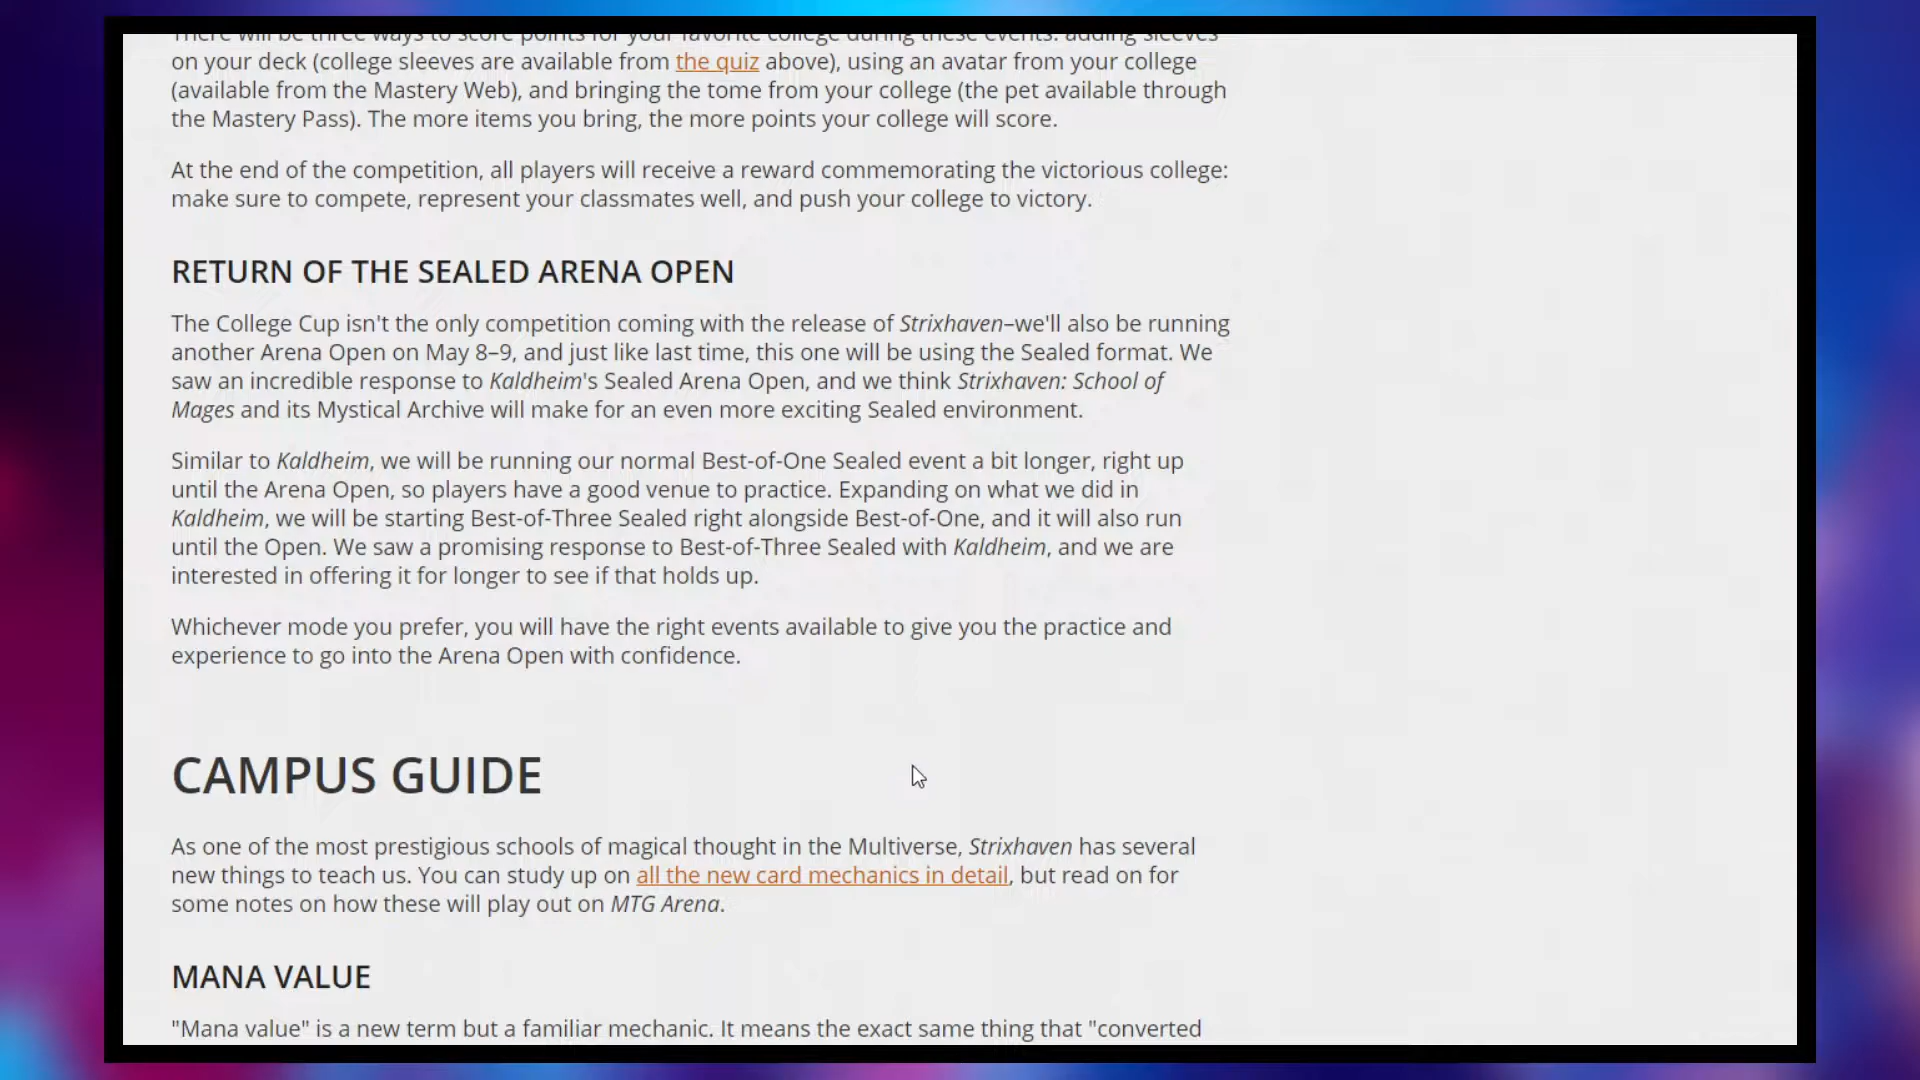 There will be three ways to score points for your favorite college during these events: adding sleeves
on your deck (college sleeves are available from the quiz above), using an avatar from your college
(available from the Mastery Web), and bringing the tome from your college (the pet available through
the Mastery Pass). The more items you bring, the more points your college will score.
At the end of the competition, all players will receive a reward commemorating the victorious college:
make sure to compete, represent your classmates well, and push your college to victory.
RETURN OF THE SEALED ARENA OPEN
The College Cup isn't the only competition coming with the release of Strixhaven–we'll also be running
another Arena Open on May 8–9, and just like last time, this one will be using the Sealed format. We
saw an incredible response to Kaldheim's Sealed Arena Open, and we think Strixhaven: School of
Mages and its Mystical Archive will make for an even more exciting Sealed environment.
Similar to Kaldheim, we will be running our normal Best-of-One Sealed event a bit longer, right up
until the Arena Open, so players have a good venue to practice. Expanding on what we did in
Kaldheim, we will be starting Best-of-Three Sealed right alongside Best-of-One, and it will also run
until the Open. We saw a promising response to Best-of-Three Sealed with Kaldheim, and we are
interested in offering it for longer to see if that holds up.
Whichever mode you prefer, you will have the right events available to give you the practice and
experience to go into the Arena Open with confidence.
CAMPUS GUIDE
As one of the most prestigious schools of magical thought in the Multiverse, Strixhaven has several
new things to teach us. You can study up on all the new card mechanics in detail, but read on for
some notes on how these will play out on MTG Arena.
MANA VALUE
"Mana value" is a new term but a familiar mechanic. It means the exact same thing that "converted